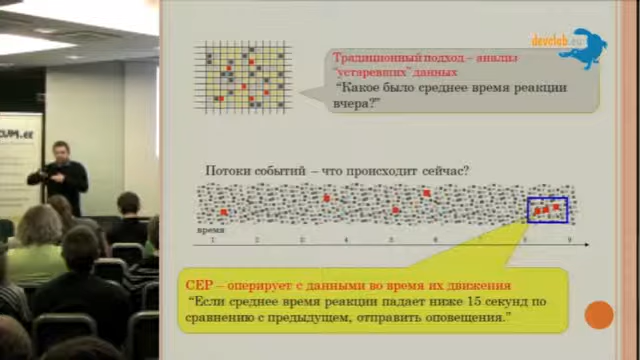 devclub.eu
Традиционный подход – анализ
"устаревших" данных
"Какое было среднее время реакции
вчера?"
Потоки событий – что происходит сейчас?
время
1 2 3 4 5 6 7 8 9
CEP – оперирует с данными во время их движения
"Если среднее время реакции падает ниже 15 секунд по
сравнению с предыдущем, отправить оповещения."